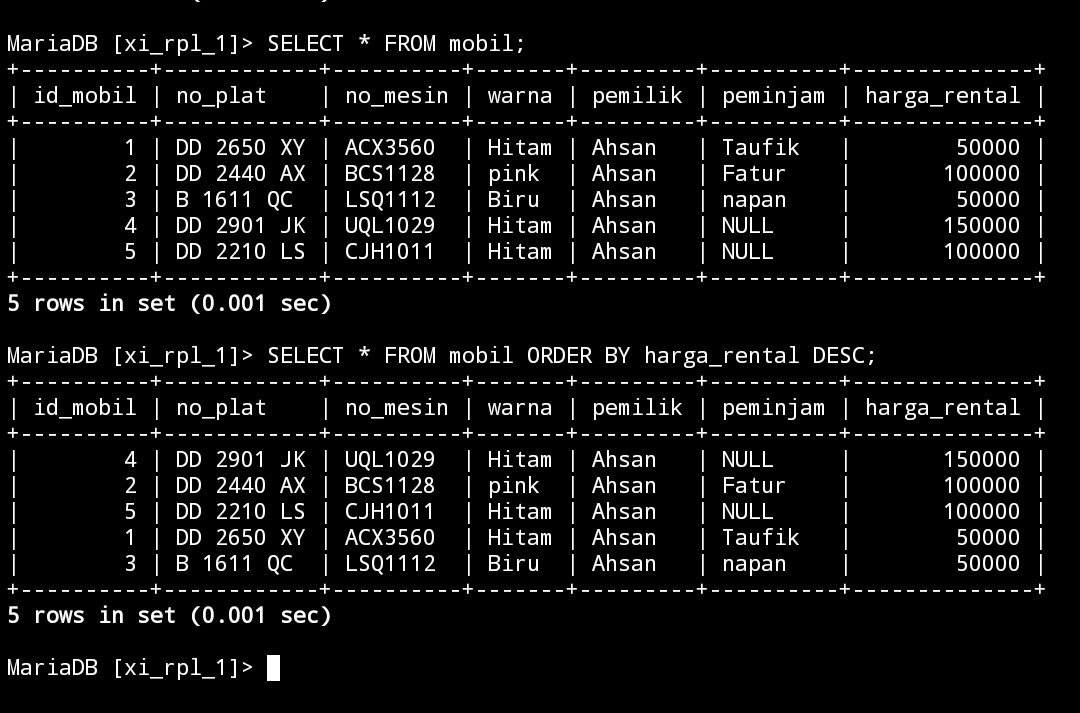 MariaDB [xi_rpl_1]> SELECT * FROM mobil;
+----------+------------+----------+-------+---------+----------+--------------+
| id_mobil | no_plat    | no_mesin | warna | pemilik | peminjam | harga_rental |
+----------+------------+----------+-------+---------+----------+--------------+
|        1 | DD 2650 XY | ACX3560  | Hitam | Ahsan   | Taufik   |        50000 |
|        2 | DD 2440 AX | BCS1128  | pink  | Ahsan   | Fatur    |       100000 |
|        3 | B 1611 QC  | LSQ1112  | Biru  | Ahsan   | napan    |        50000 |
|        4 | DD 2901 JK | UQL1029  | Hitam | Ahsan   | NULL     |       150000 |
|        5 | DD 2210 LS | CJH1011  | Hitam | Ahsan   | NULL     |       100000 |
+----------+------------+----------+-------+---------+----------+--------------+
5 rows in set (0.001 sec)
MariaDB [xi_rpl_1]> SELECT * FROM mobil ORDER BY harga_rental DESC;
+----------+------------+----------+-------+---------+----------+--------------+
| id_mobil | no_plat    | no_mesin | warna | pemilik | peminjam | harga_rental |
+----------+------------+----------+-------+---------+----------+--------------+
|        4 | DD 2901 JK | UQL1029  | Hitam | Ahsan   | NULL     |       150000 |
|        2 | DD 2440 AX | BCS1128  | pink  | Ahsan   | Fatur    |       100000 |
|        5 | DD 2210 LS | CJH1011  | Hitam | Ahsan   | NULL     |       100000 |
|        1 | DD 2650 XY | ACX3560  | Hitam | Ahsan   | Taufik   |        50000 |
|        3 | B 1611 QC  | LSQ1112  | Biru  | Ahsan   | napan    |        50000 |
+----------+------------+----------+-------+---------+----------+--------------+
5 rows in set (0.001 sec)
MariaDB [xi_rpl_1]>